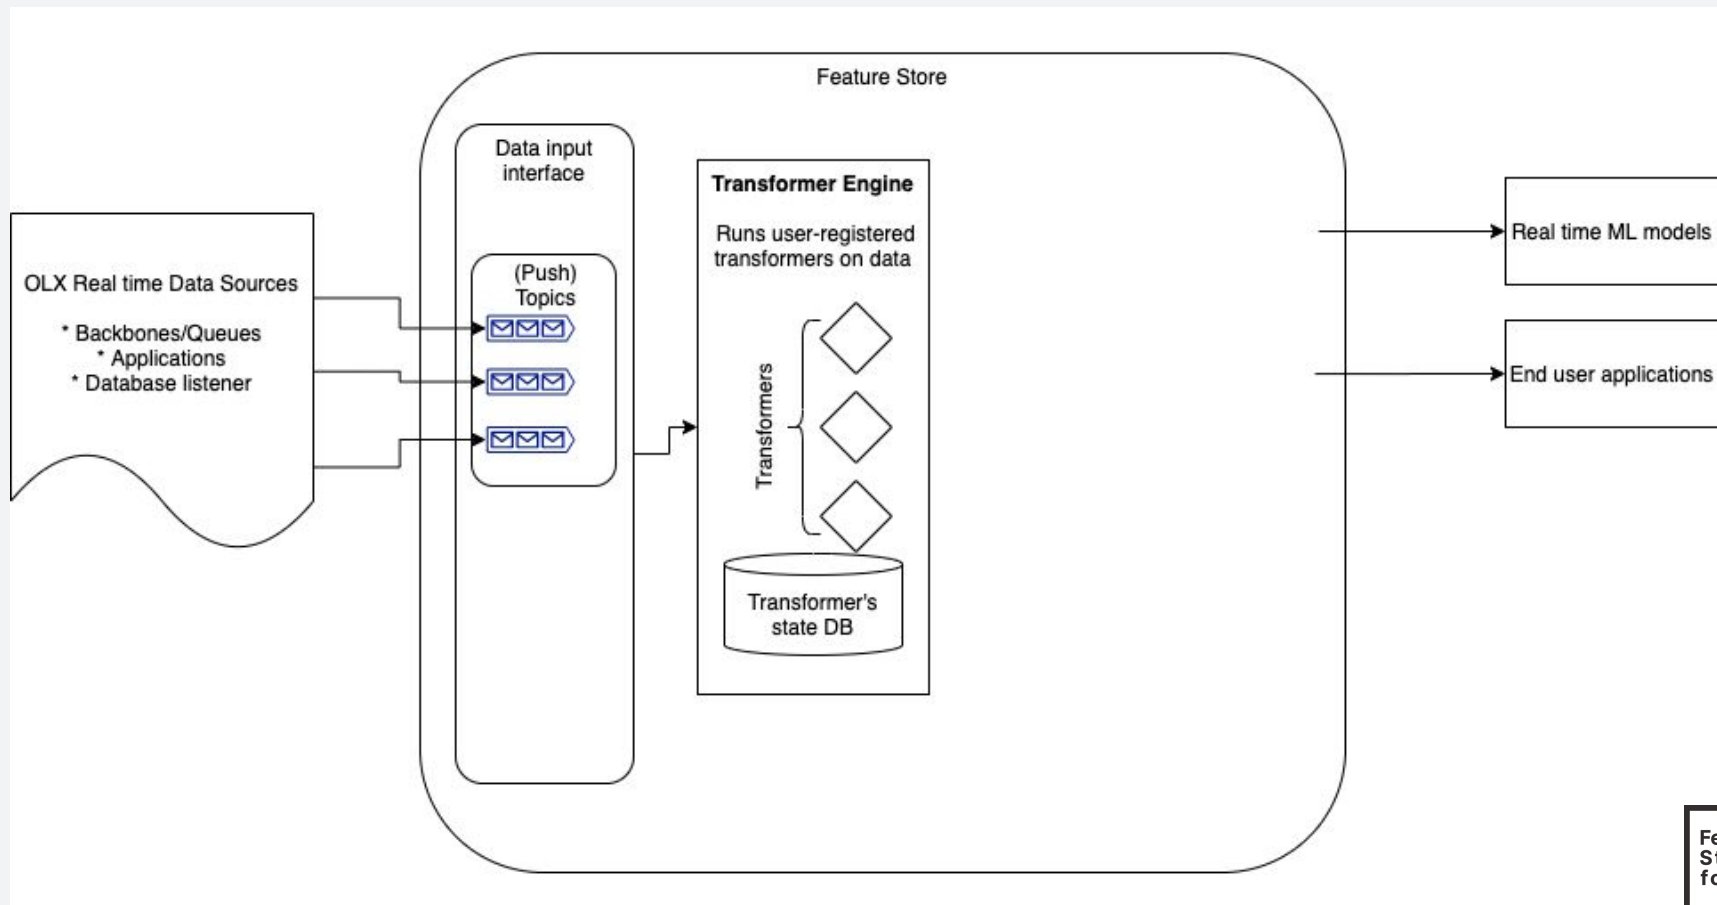 Feature Store
Data input
interface
(Push)
Topics
OLX Real time Data Sources
* Backbones/Queues
* Applications
* Database listener
Transformer Engine
Runs user-registered
transformers on data
Transformers
Transformer's
state DB
Real time ML models
End user applications